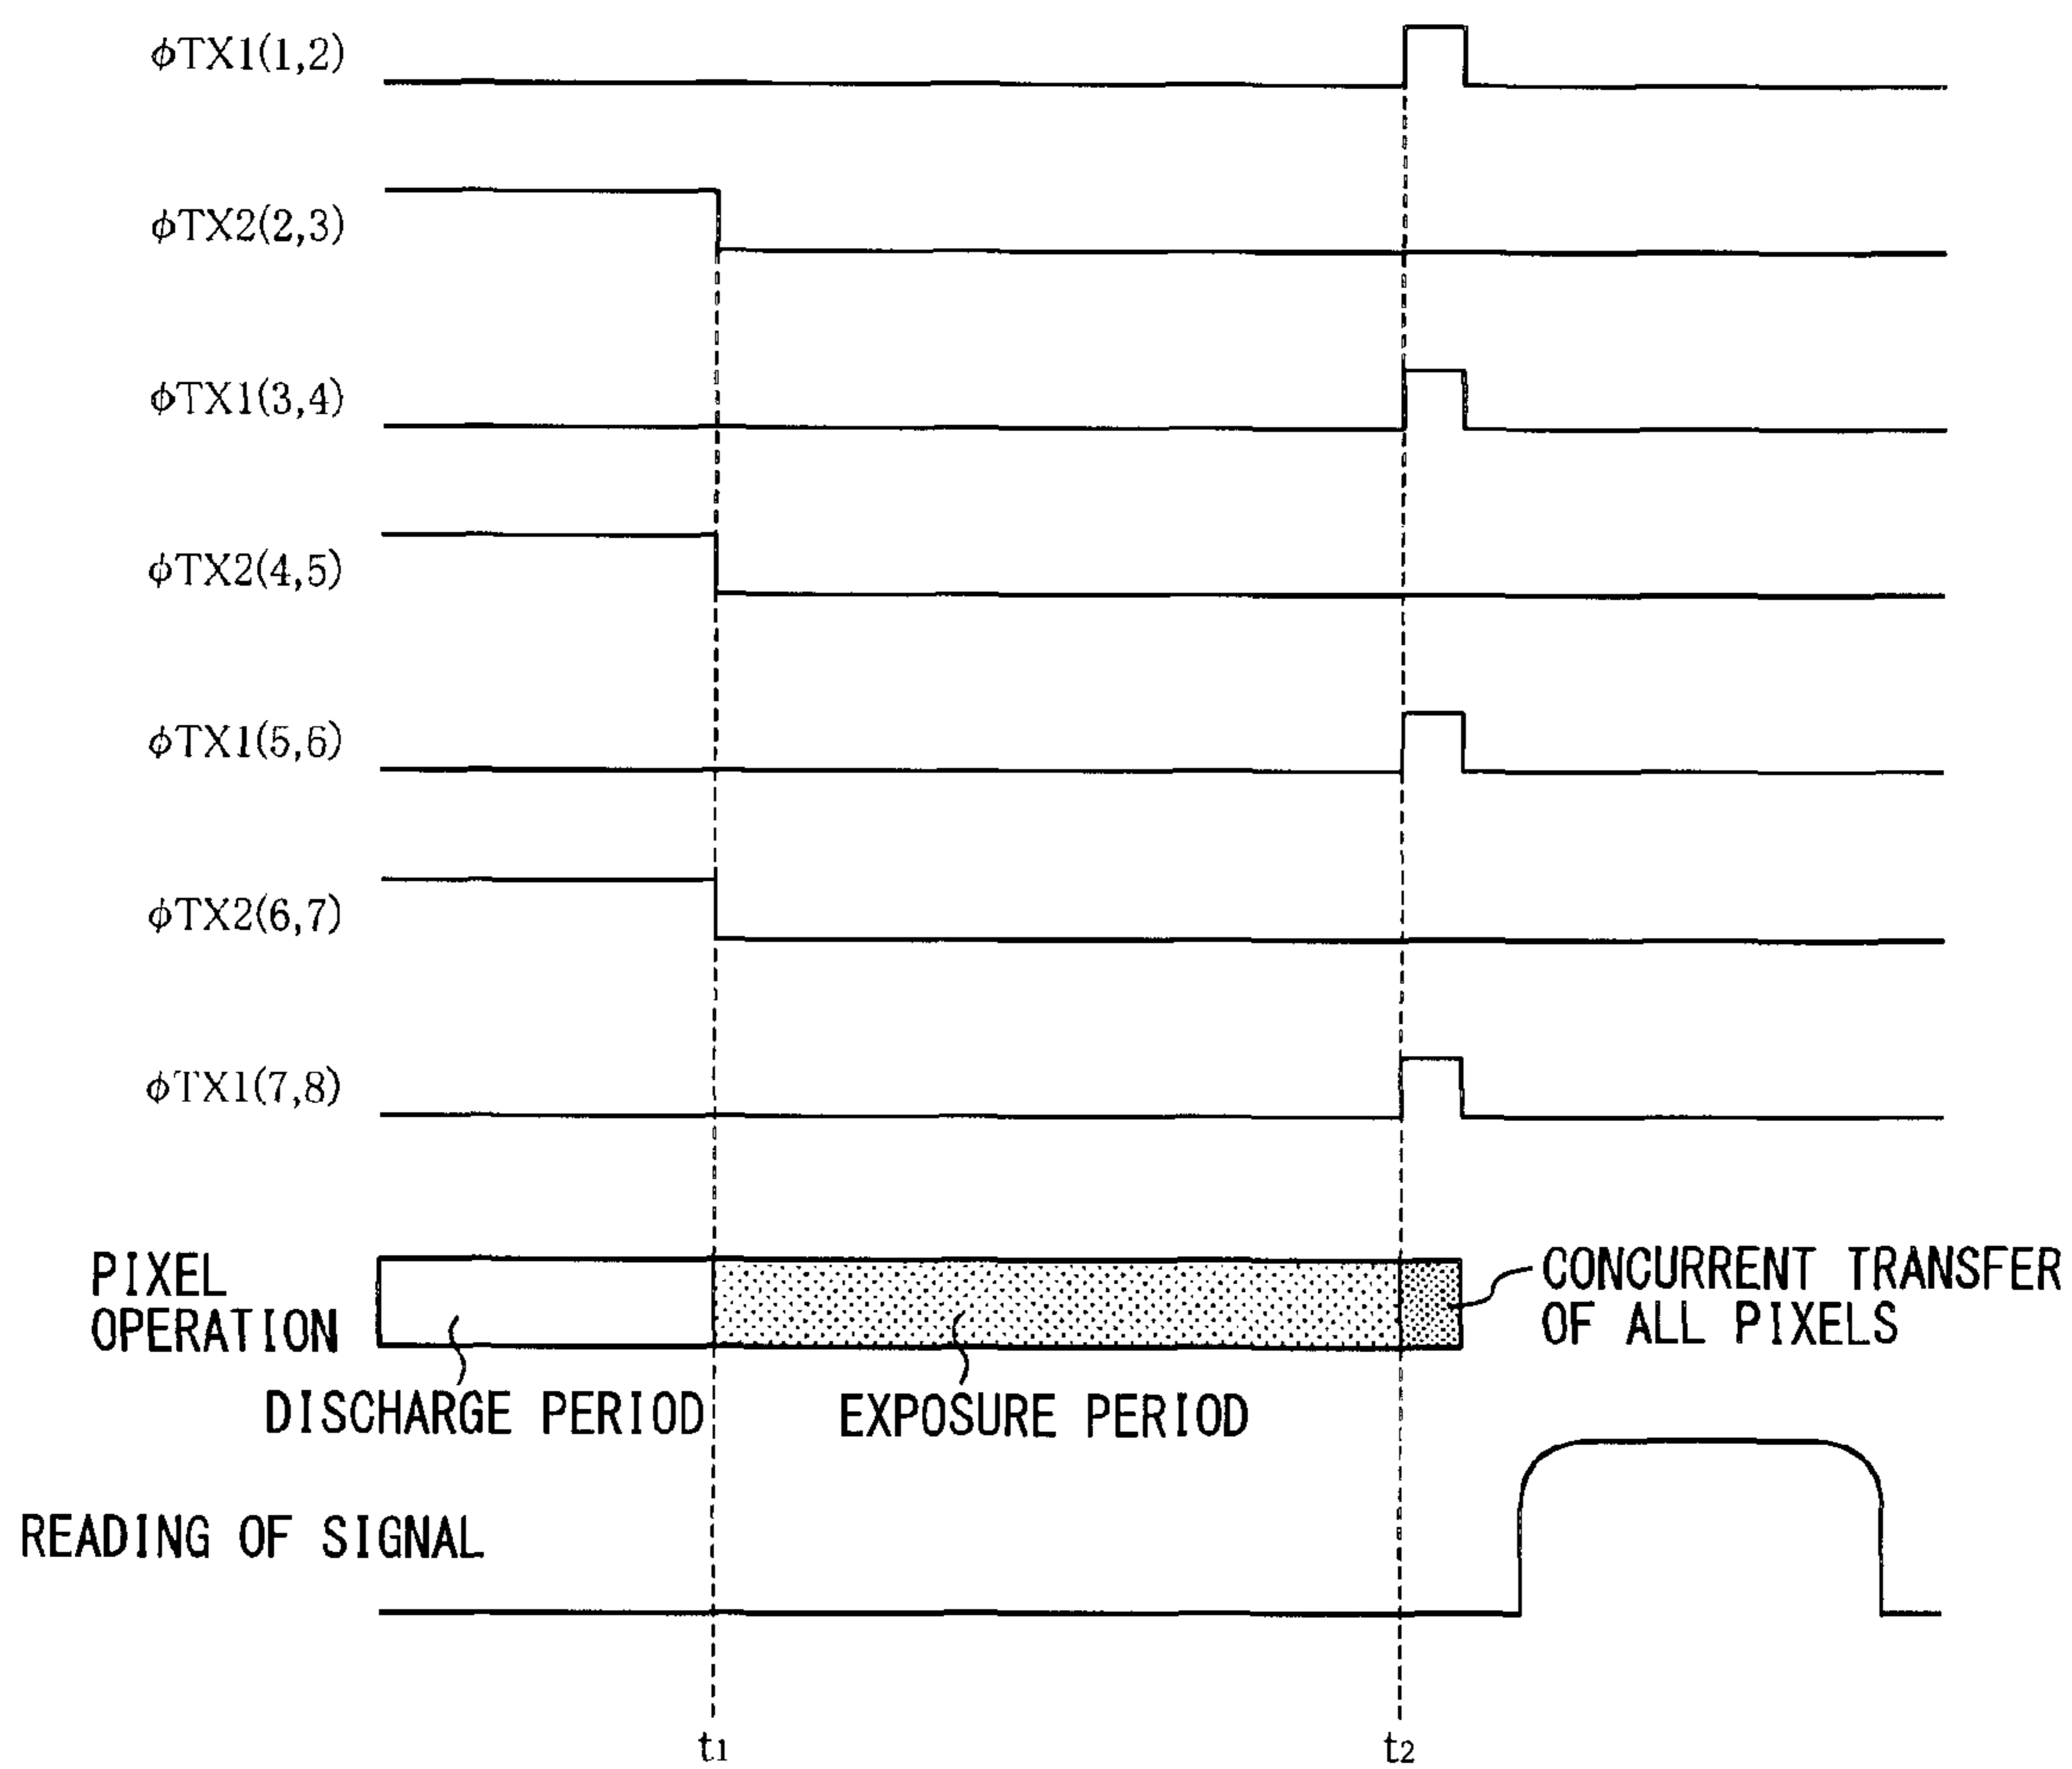 ϕTX1(1,2)
ϕTX2(2,3)
ϕTX1(3,4)
ϕTX2(4,5)
ϕTX1(5,6)
ϕTX2(6,7)
ϕTX1(7,8)
PIXEL
OPERATION
CONCURRENT TRANSFER
OF ALL PIXELS
DISCHARGE PERIOD
EXPOSURE PERIOD
READING OF SIGNAL
t1
t2